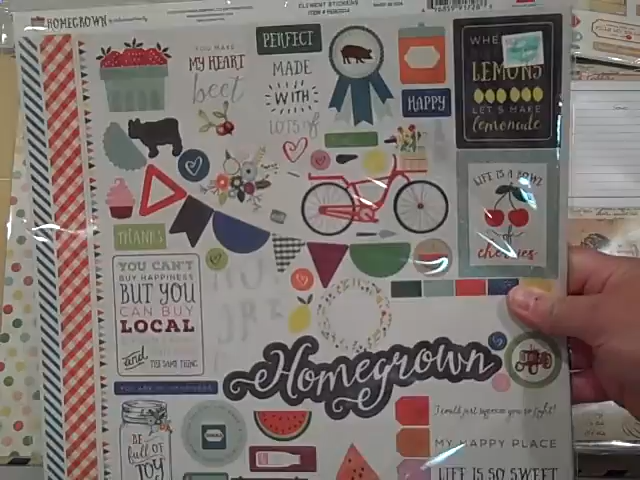 HOMEGROWN
ELEMENT STICKERS
YOU MAKE
MY HEART
beet
PERFECT
MADE
WITH
LOTS of
HAPPY
WHE
LEMONS
LET'S MAKE
lemonade
LIFE IS A BOWL
of
cherries
THANKS
YOU CAN'T
BUY HAPPINESS
BUT YOU
CAN BUY
LOCAL
and
THE SAME THING
Homegrown
BE
full of
JOY
I could just squeeze you so tight!
MY HAPPY PLACE
LIFE IS SO SWEET